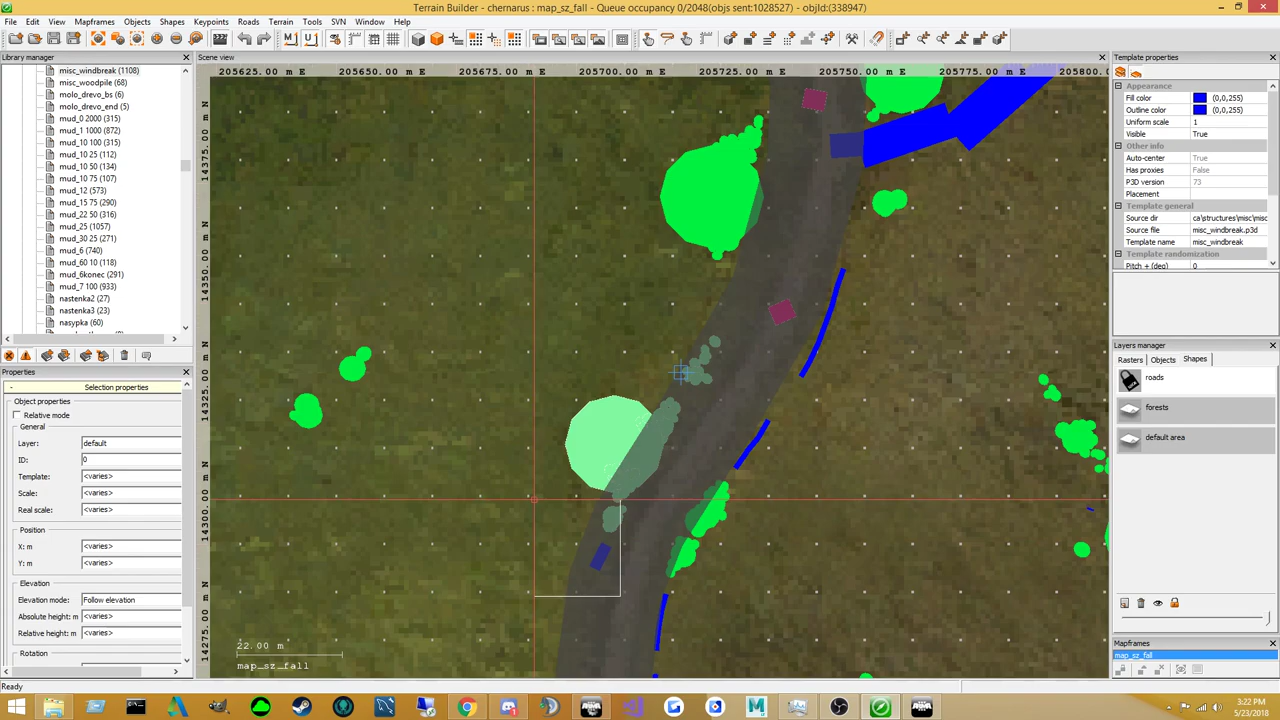 Terrain Builder - chernarus : map_sz_fall - Queue occupancy 0/2048(objs sent:1028527) - objId:(338947)
File Edit View Mapframes Objects Shapes Keypoints Roads Terrain Tools SVN Window Help
Library manager
misc_windbreak (1108)
misc_woodpile (68)
molo_drevo_bs (6)
molo_drevo_end (5)
mud_0 2000 (315)
mud_1 1000 (872)
mud_10 100 (315)
mud_10 25 (112)
mud_10 50 (134)
mud_10 75 (107)
mud_12 (573)
mud_15 75 (150)
mud_22 50 (316)
mud_25 (1057)
mud_30 25 (271)
mud_6 (740)
mud_60 10 (118)
mud_6konec (291)
mud_7 100 (933)
nastenka2 (27)
nastenka3 (23)
nasypka (60)
Properties
- Selection properties
Object properties
Relative mode
General
Layer: default
ID: 0
Template: <varies>
Scale: <varies>
Real scale: <varies>
Position
X: m <varies>
Y: m <varies>
Elevation
Elevation mode: Follow elevation
Absolute height: m <varies>
Relative height: m <varies>
Rotation
Ready
Scene view
205625.00 m E
205650.00 m E
205675.00 m E
205700.00 m E
205725.00 m E
205750.00 m E
205775.00 m E
205800.0
14375.00 m N
14350.00 m N
14325.00 m N
14300.00 m N
14275.00 m N
22.00 m
map_sz_fall
Template properties
Appearance
Fill color (0,0,255)
Outline color (0,0,255)
Uniform scale 1
Visible True
Other info
Auto-center True
Has proxies False
P3D version 73
Placement
Template general
Source dir ca\structures\misc\misc
Source file misc_windbreak.p3d
Template name misc_windbreak
Template randomization
Pitch + (deg) 0
Layers manager
Rasters Objects Shapes
roads
forests
default area
Mapframes
map_sz_fall
3:22 PM
5/23/2018